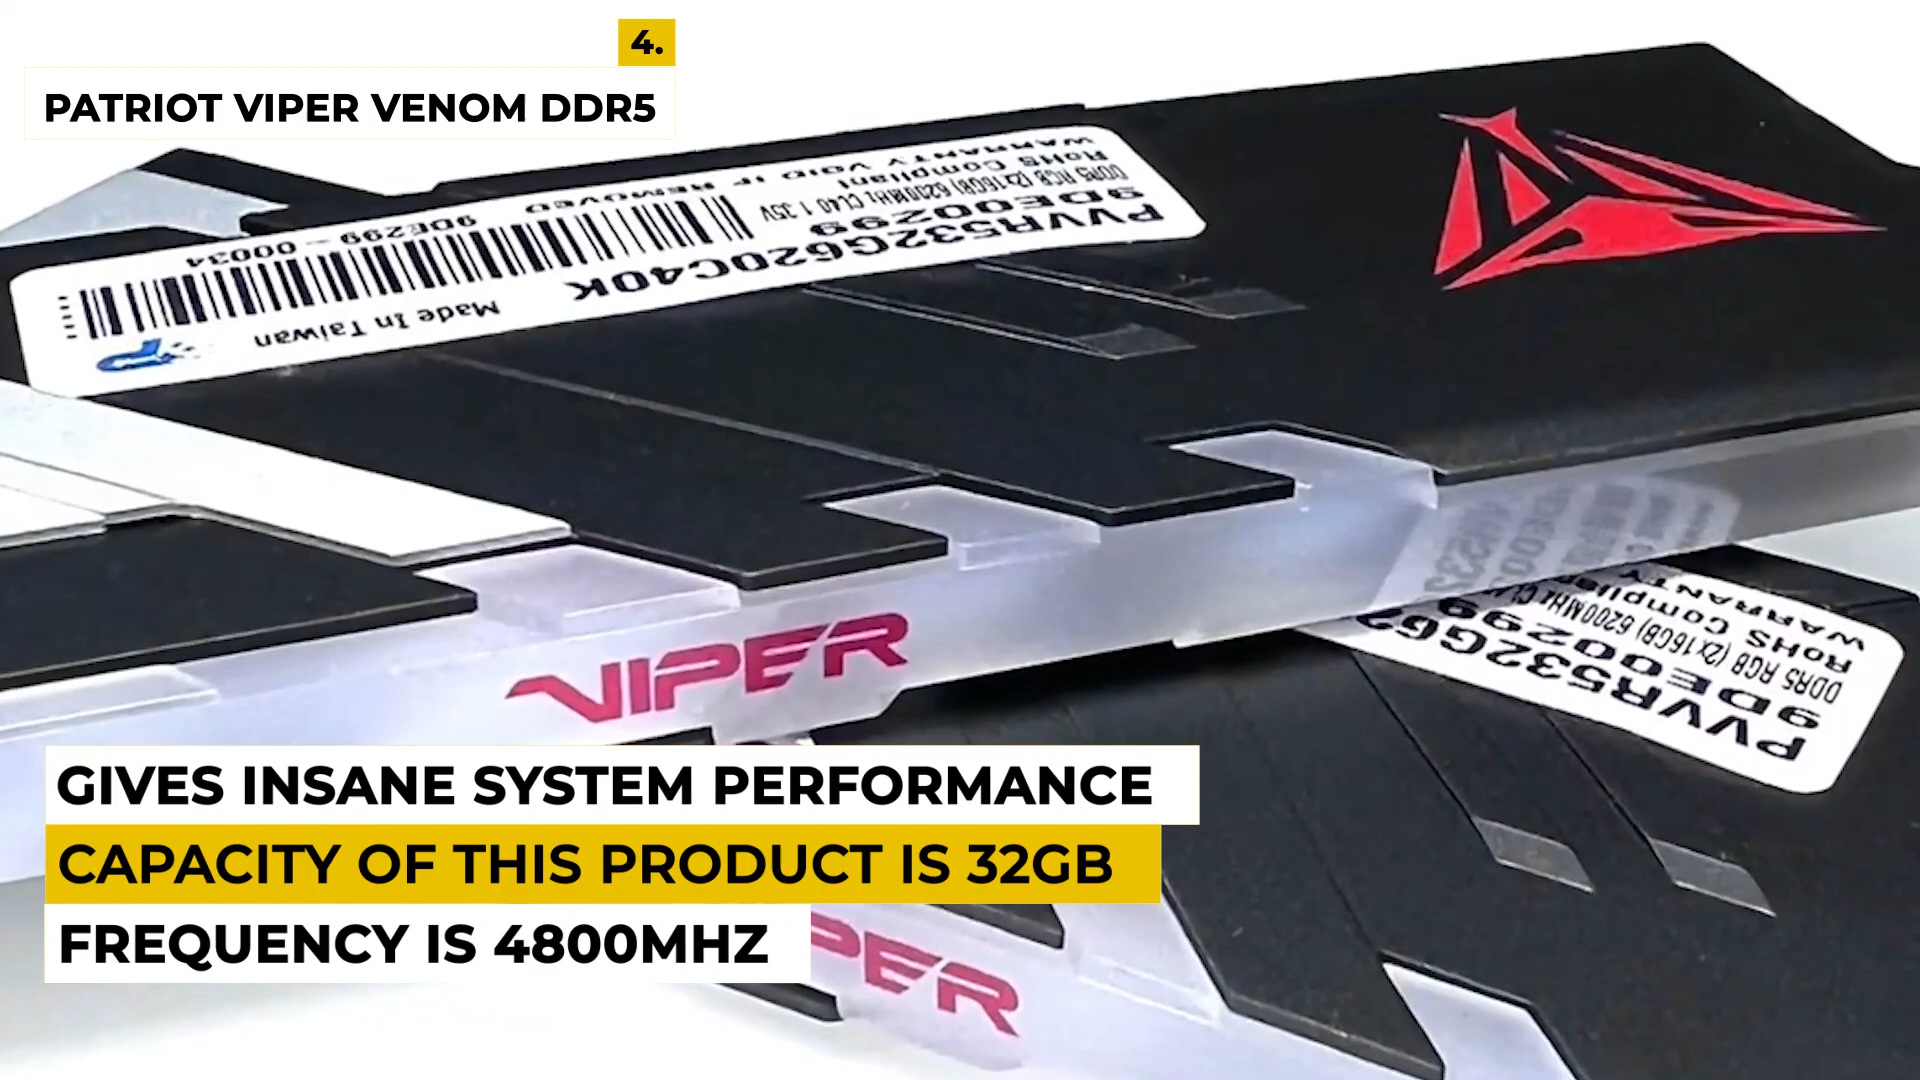 4.
PATRIOT VIPER VENOM DDR5
PVVR532G620C40K
9DE00299
DDR5 RGB (2x16GB) 6200MHz CL40 1.35V
RoHS Compliant
WARRANTY VOID IF REMOVED
9DE299 - 00034
Made In Taiwan
VIPER
PVVR532G62
9DE00299
DDR5 RGB (2x16GB) 6200MHz
RoHS
WARRANTY
GIVES INSANE SYSTEM PERFORMANCE
CAPACITY OF THIS PRODUCT IS 32GB
FREQUENCY IS 4800MHZ
PER